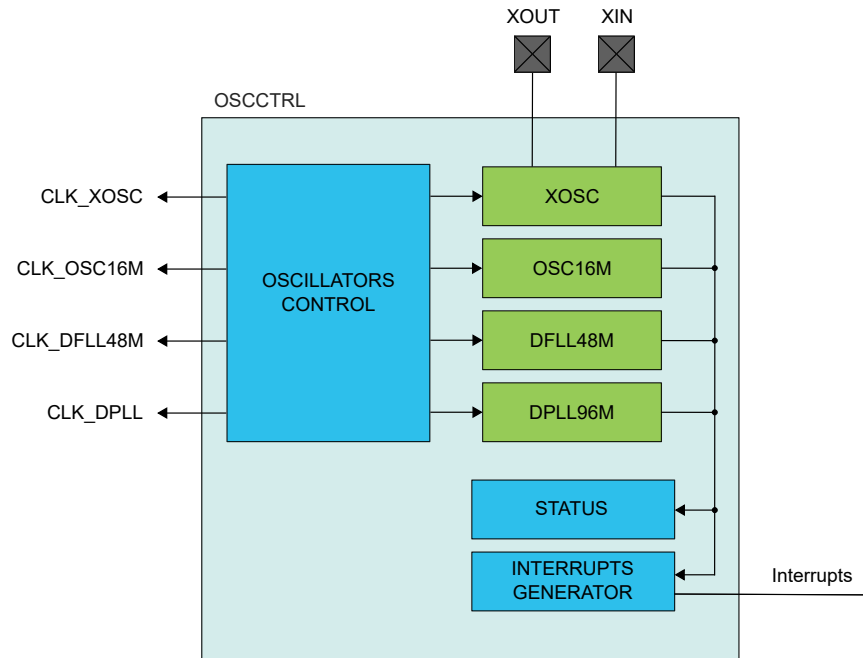 XOUT
XIN
OSCCTRL
CLK_XOSC
XOSC
CLK_OSC16M
OSCILLATORS
CONTROL
OSC16M
CLK_DFLL48M
DFLL48M
CLK_DPLL
DPLL96M
STATUS
INTERRUPTS
GENERATOR
Interrupts